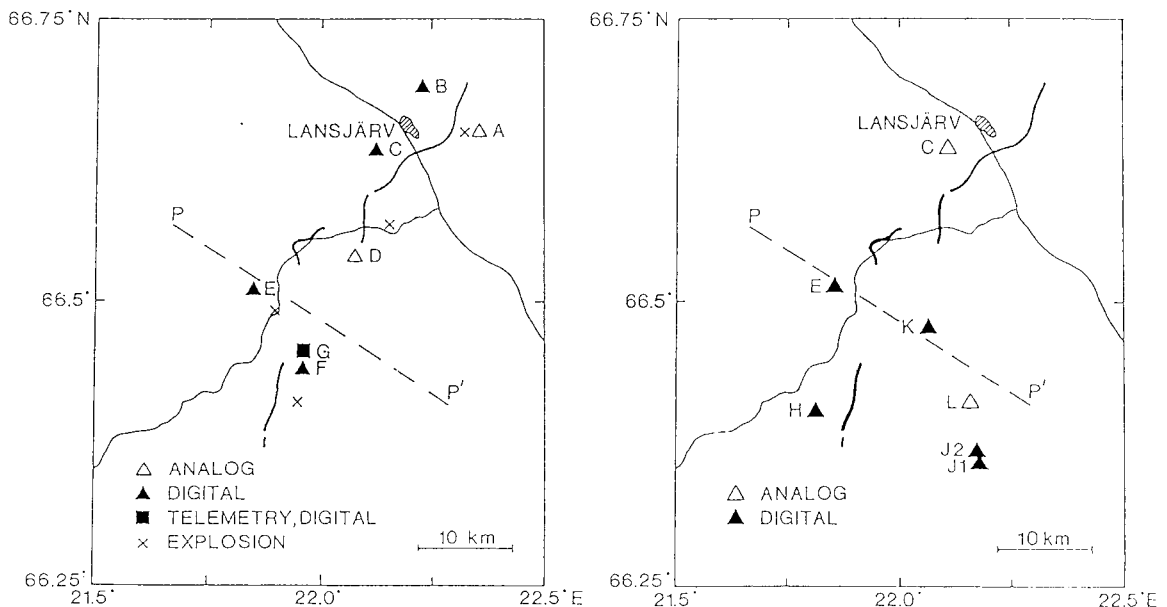 66.75° N
B
LANSJÄRV
A
C
P
D
E
66.5°
G
F
P'
ANALOG
DIGITAL
TELEMETRY, DIGITAL
EXPLOSION
10 km
66.25°
21.5°
22.0°
22.5° E
66.75° N
LANSJÄRV
C
P
E
66.5°
K
P'
L
H
J2
J1
ANALOG
DIGITAL
10 km
66.25°
21.5°
22.0°
22.5° E